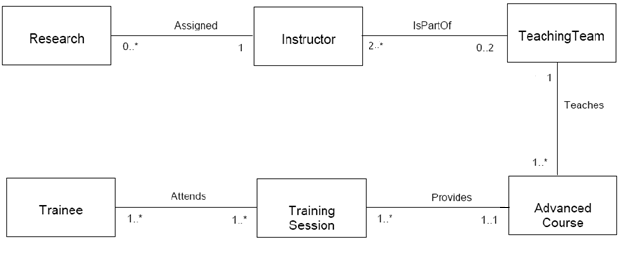 Assigned
IsPartOf
Research
Instructor
TeachingTeam
0..*
1
2..*
0..2
1
Teaches
1..*
Attends
Provides
Trainee
Training
Session
Advanced
Course
1..*
1..*
1..*
1..1